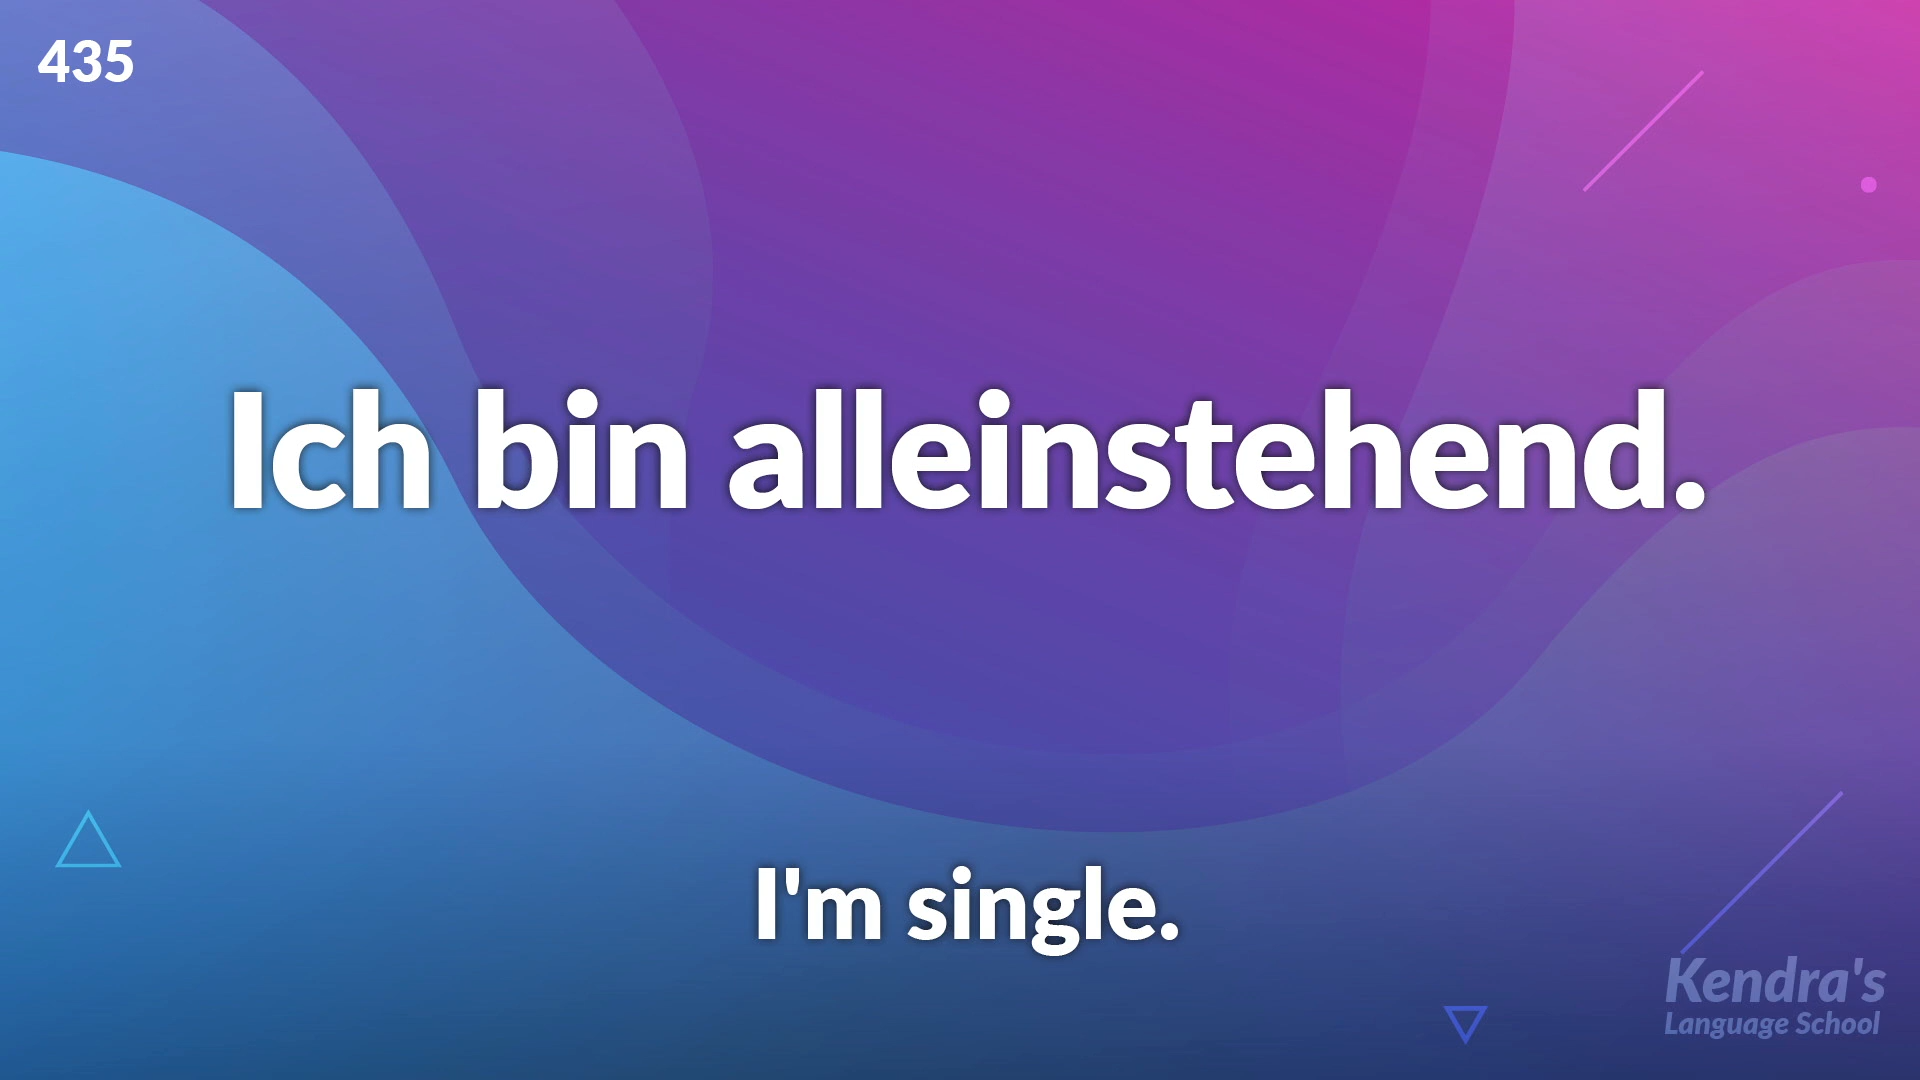 435
Ich bin alleinstehend.
I'm single.
Kendra's
Language School